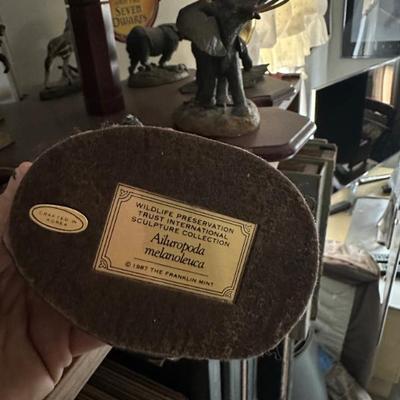 SEVEN
DWARFS
WILDLIFE PRESERVATION
TRUST INTERNATIONAL
SCULPTURE COLLECTION
Ailuropoda
melanoleuca
© 1987 THE FRANKLIN MINT
CRAFTED IN
KOREA